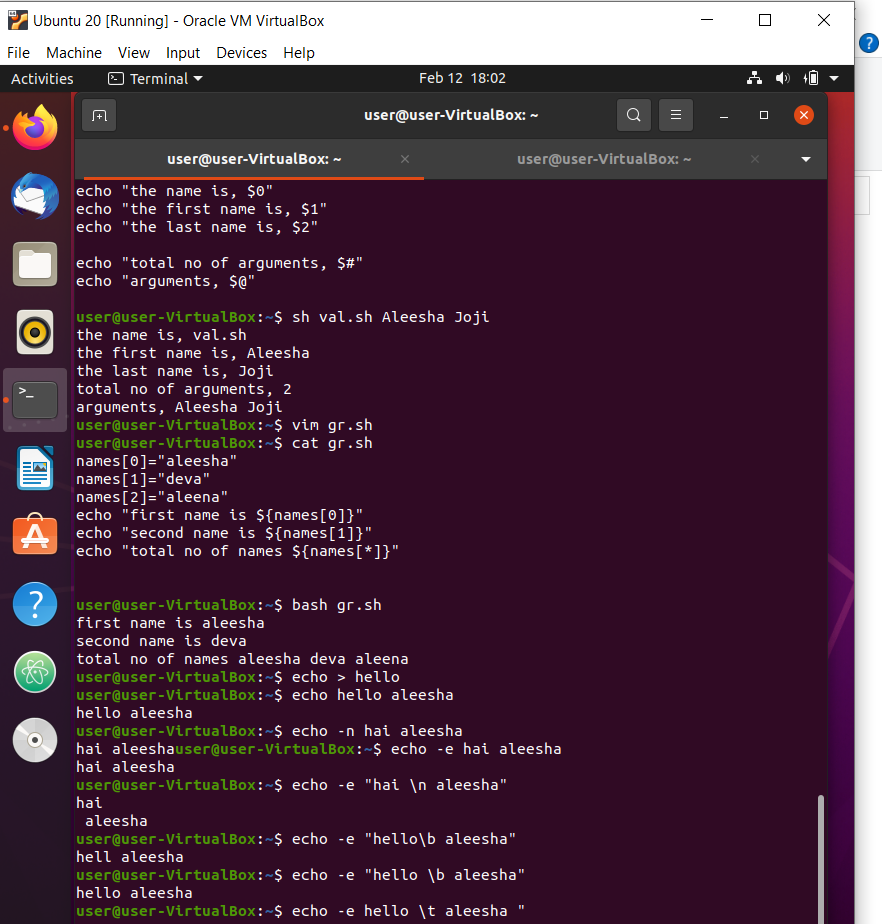 Ubuntu 20 [Running] - Oracle VM VirtualBox
File Machine View Input Devices Help
Activities Terminal Feb 12 18:02
user@user-VirtualBox: ~
user@user-VirtualBox: ~ user@user-VirtualBox: ~
echo "the name is, $0"
echo "the first name is, $1"
echo "the last name is, $2"
echo "total no of arguments, $#"
echo "arguments, $@"
user@user-VirtualBox:~$ sh val.sh Aleesha Joji
the name is, val.sh
the first name is, Aleesha
the last name is, Joji
total no of arguments, 2
arguments, Aleesha Joji
user@user-VirtualBox:~$ vim gr.sh
user@user-VirtualBox:~$ cat gr.sh
names[0]="aleesha"
names[1]="deva"
names[2]="aleena"
echo "first name is ${names[0]}"
echo "second name is ${names[1]}"
echo "total no of names ${names[*]}"
user@user-VirtualBox:~$ bash gr.sh
first name is aleesha
second name is deva
total no of names aleesha deva aleena
user@user-VirtualBox:~$ echo > hello
user@user-VirtualBox:~$ echo hello aleesha
hello aleesha
user@user-VirtualBox:~$ echo -n hai aleesha
hai aleeshauser@user-VirtualBox:~$ echo -e hai aleesha
hai aleesha
user@user-VirtualBox:~$ echo -e "hai \n aleesha"
hai
aleesha
user@user-VirtualBox:~$ echo -e "hello\b aleesha"
hell aleesha
user@user-VirtualBox:~$ echo -e "hello \b aleesha"
hello aleesha
user@user-VirtualBox:~$ echo -e hello \t aleesha "